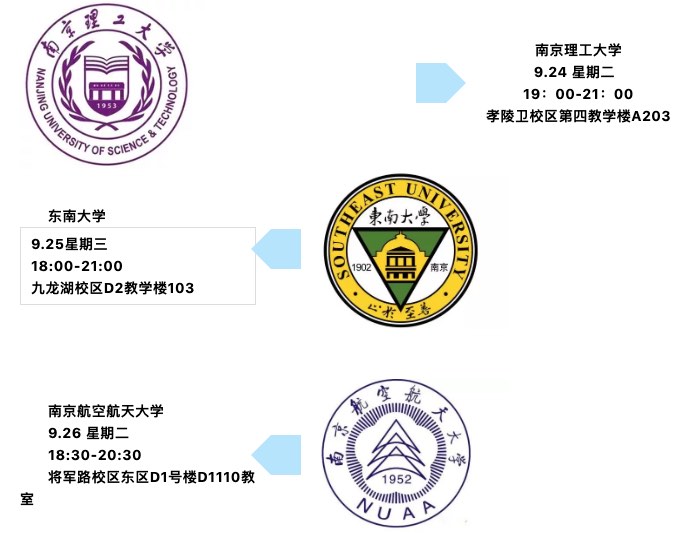 南京理工大学
NANJING UNIVERSITY OF SCIENCE & TECHNOLOGY
1953
南京理工大学
9.24 星期二
19：00-21：00
孝陵卫校区第四教学楼A203
东南大学
9.25星期三
18:00-21:00
九龙湖校区D2教学楼103
SOUTHEAST UNIVERSITY
東南大學
1902 南京
止於至善
南京航空航天大学
9.26 星期二
18:30-20:30
将军路校区东区D1号楼D1110教
室
南京航空航天大学
1952
NUAA